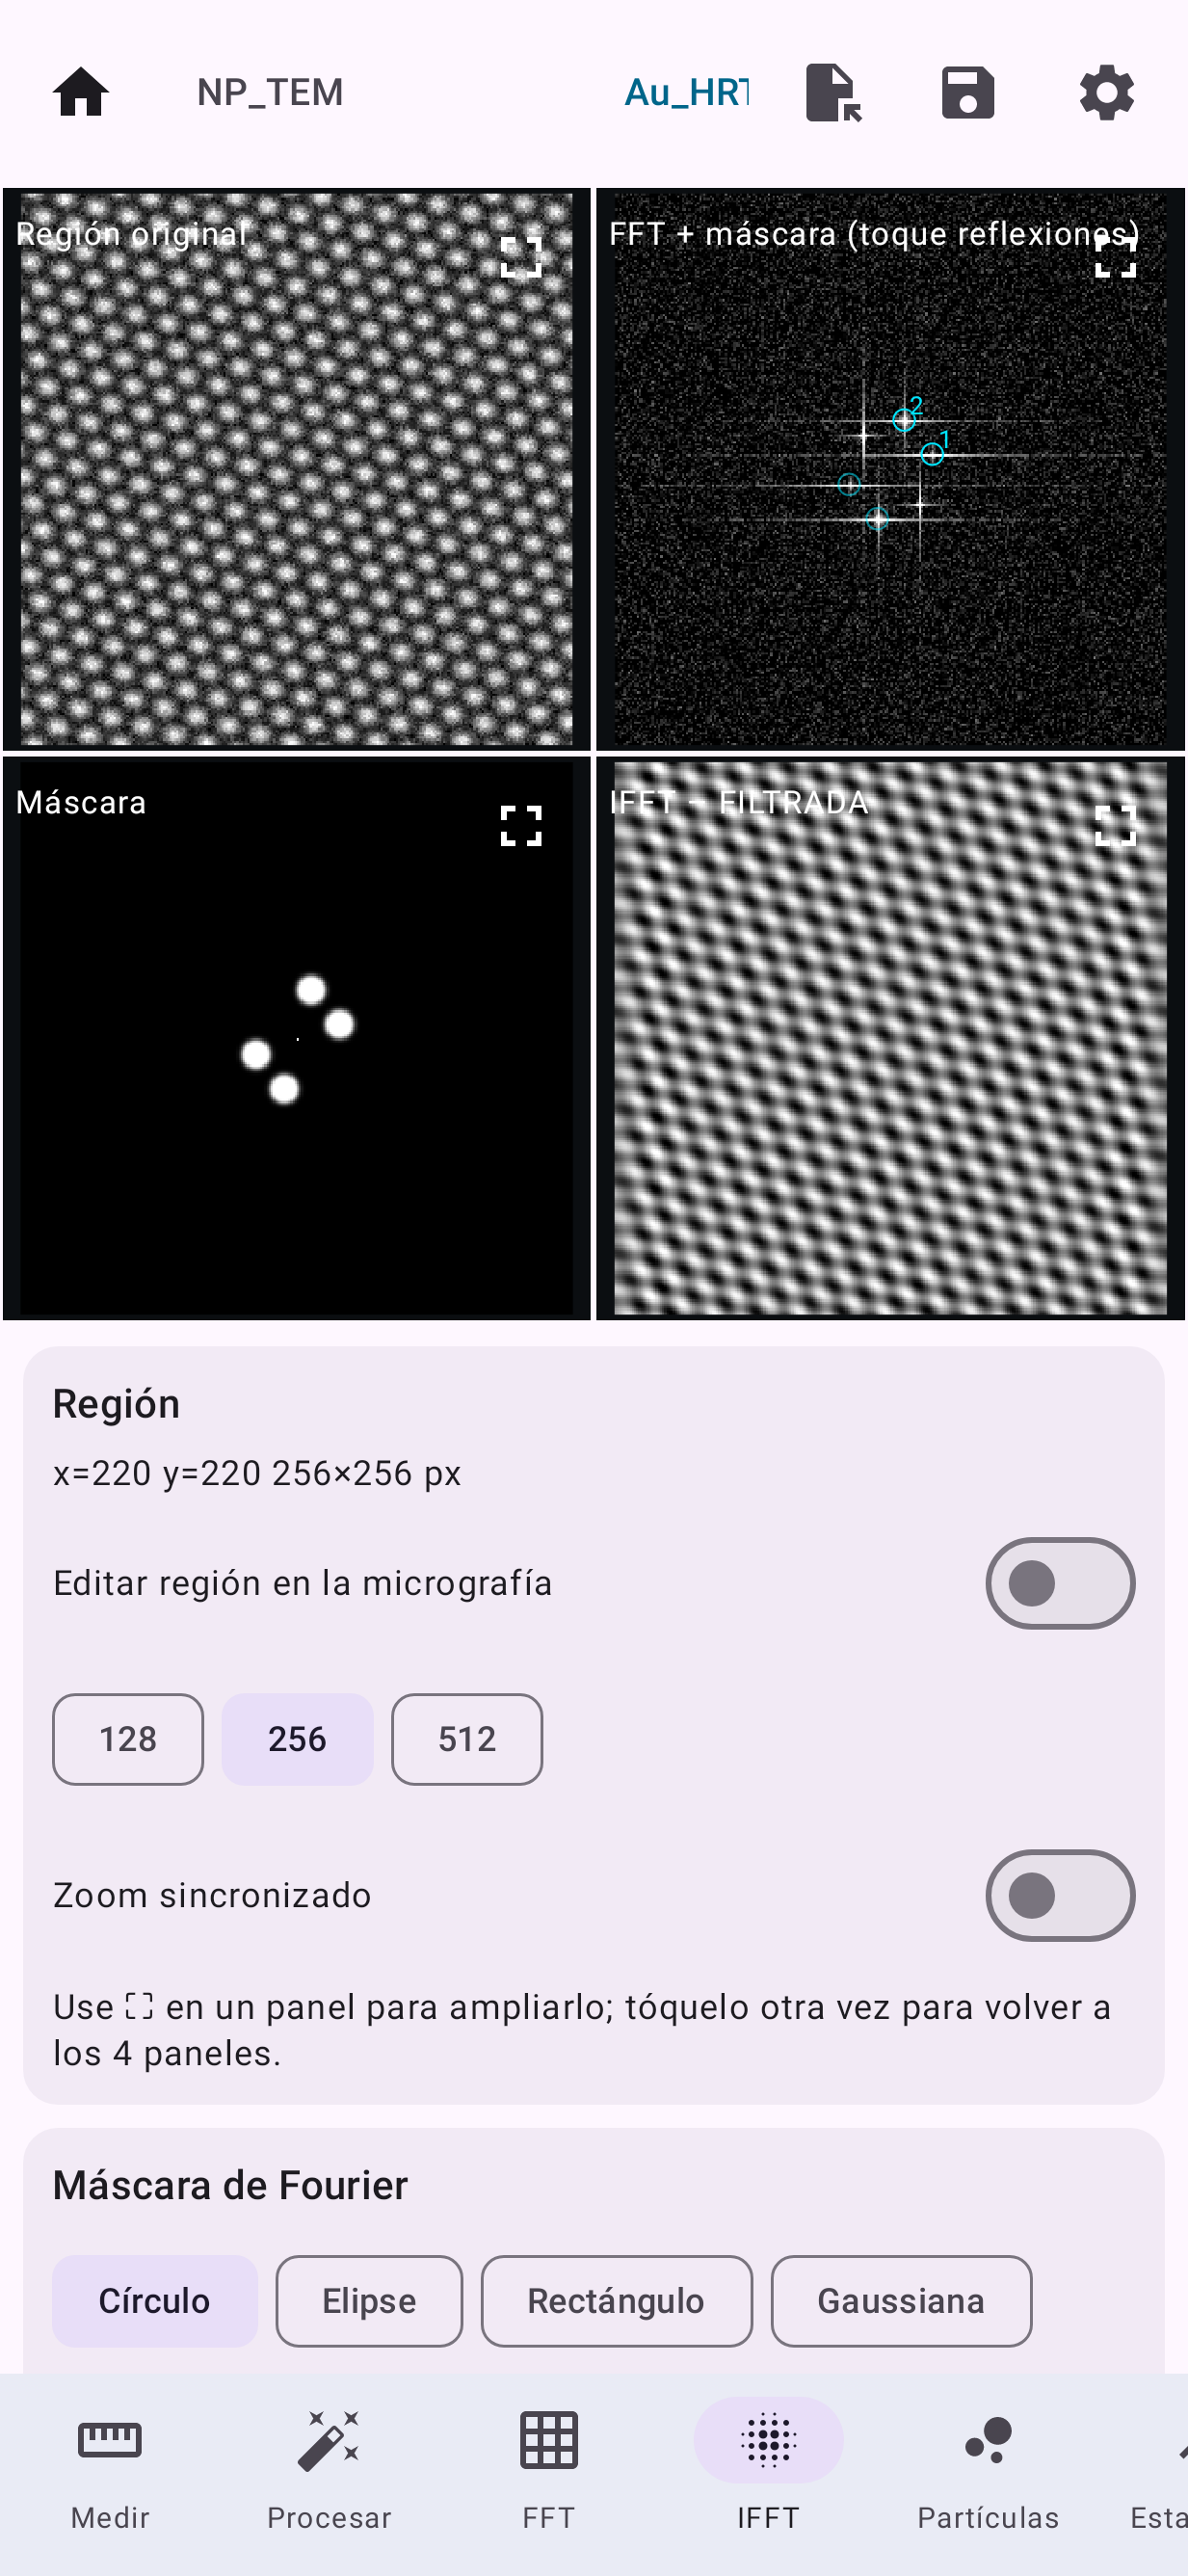 NP_TEM
Región original
FFT + máscara (toque reflexiones)
2
1
Máscara
IFFT – FILTRADA
Región
x=220 y=220 256×256 px
Editar región en la micrografía
128 256 512
Zoom sincronizado
Use ⛶ en un panel para ampliarlo; tóquelo otra vez para volver a
los 4 paneles.
Máscara de Fourier
Círculo Elipse Rectángulo Gaussiana
Medir Procesar FFT IFFT Partículas